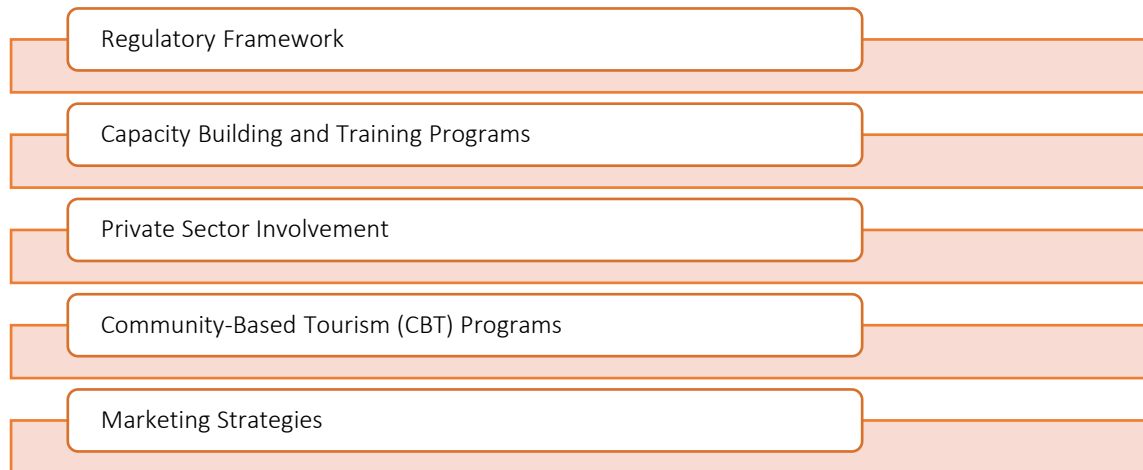 Regulatory Framework
Capacity Building and Training Programs
Private Sector Involvement
Community-Based Tourism (CBT) Programs
Marketing Strategies